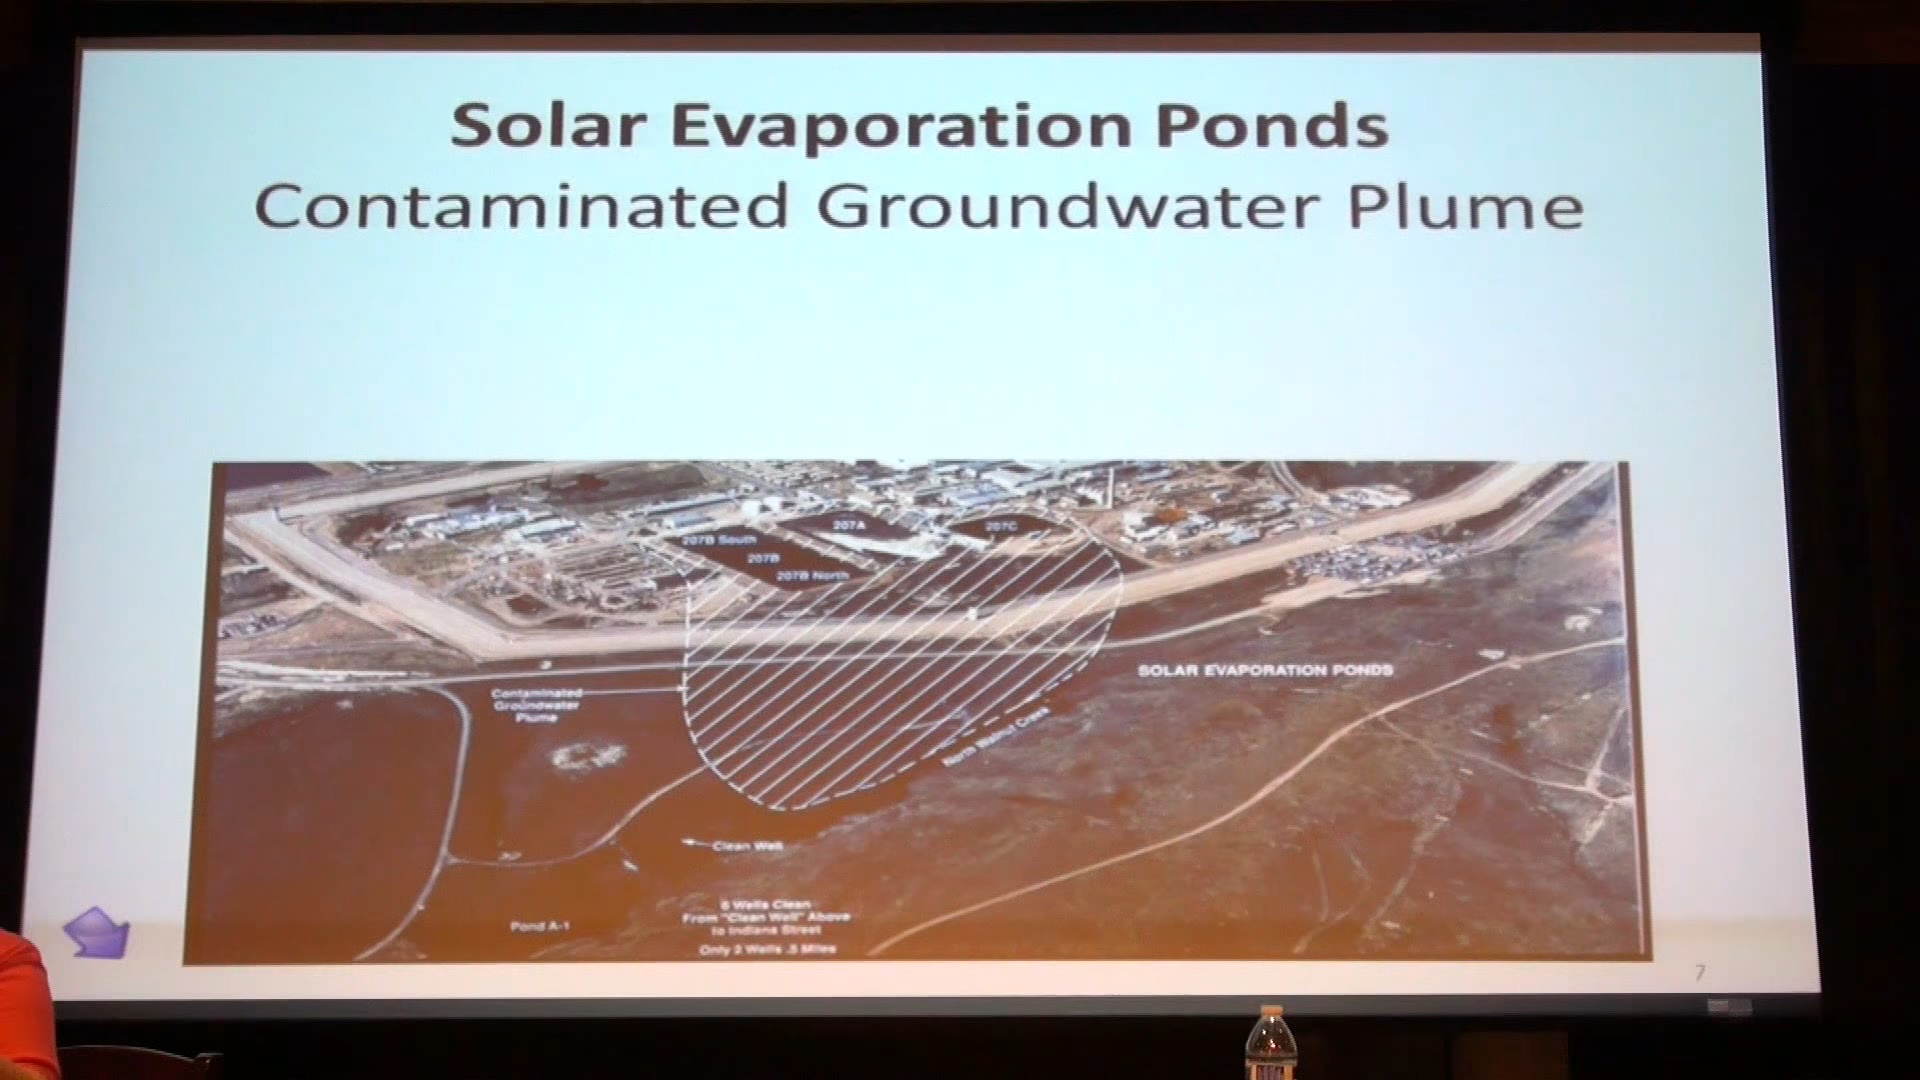 Solar Evaporation Ponds
Contaminated Groundwater Plume
207A
207C
207B South
207B
207B North
SOLAR EVAPORATION PONDS
Contaminated
Groundwater
Plume
North Walnut Creek
Clean Well
6 Wells Clean
From "Clean Well" Above
to Indiana Street
Only 2 Wells .5 Miles
Pond A-1
7